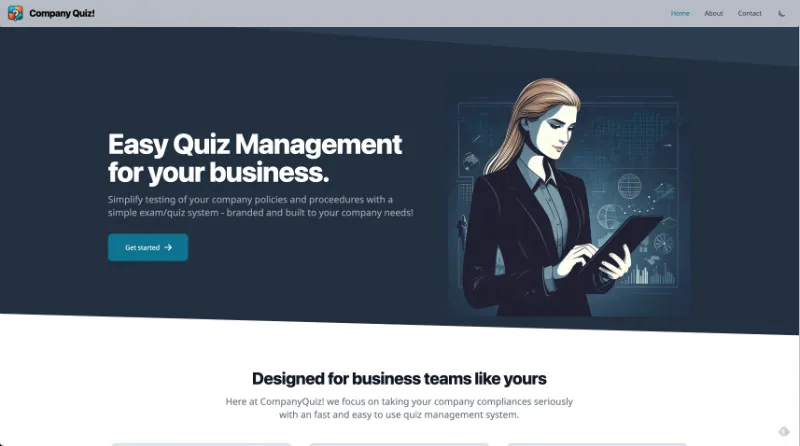 Company Quiz!
Home About Contact
Easy Quiz Management
for your business.
Simplify testing of your company policies and proceedures with a
simple exam/quiz system - branded and built to your company needs!
Get started
Designed for business teams like yours
Here at CompanyQuiz! we focus on taking your company compliances seriously
with an fast and easy to use quiz management system.